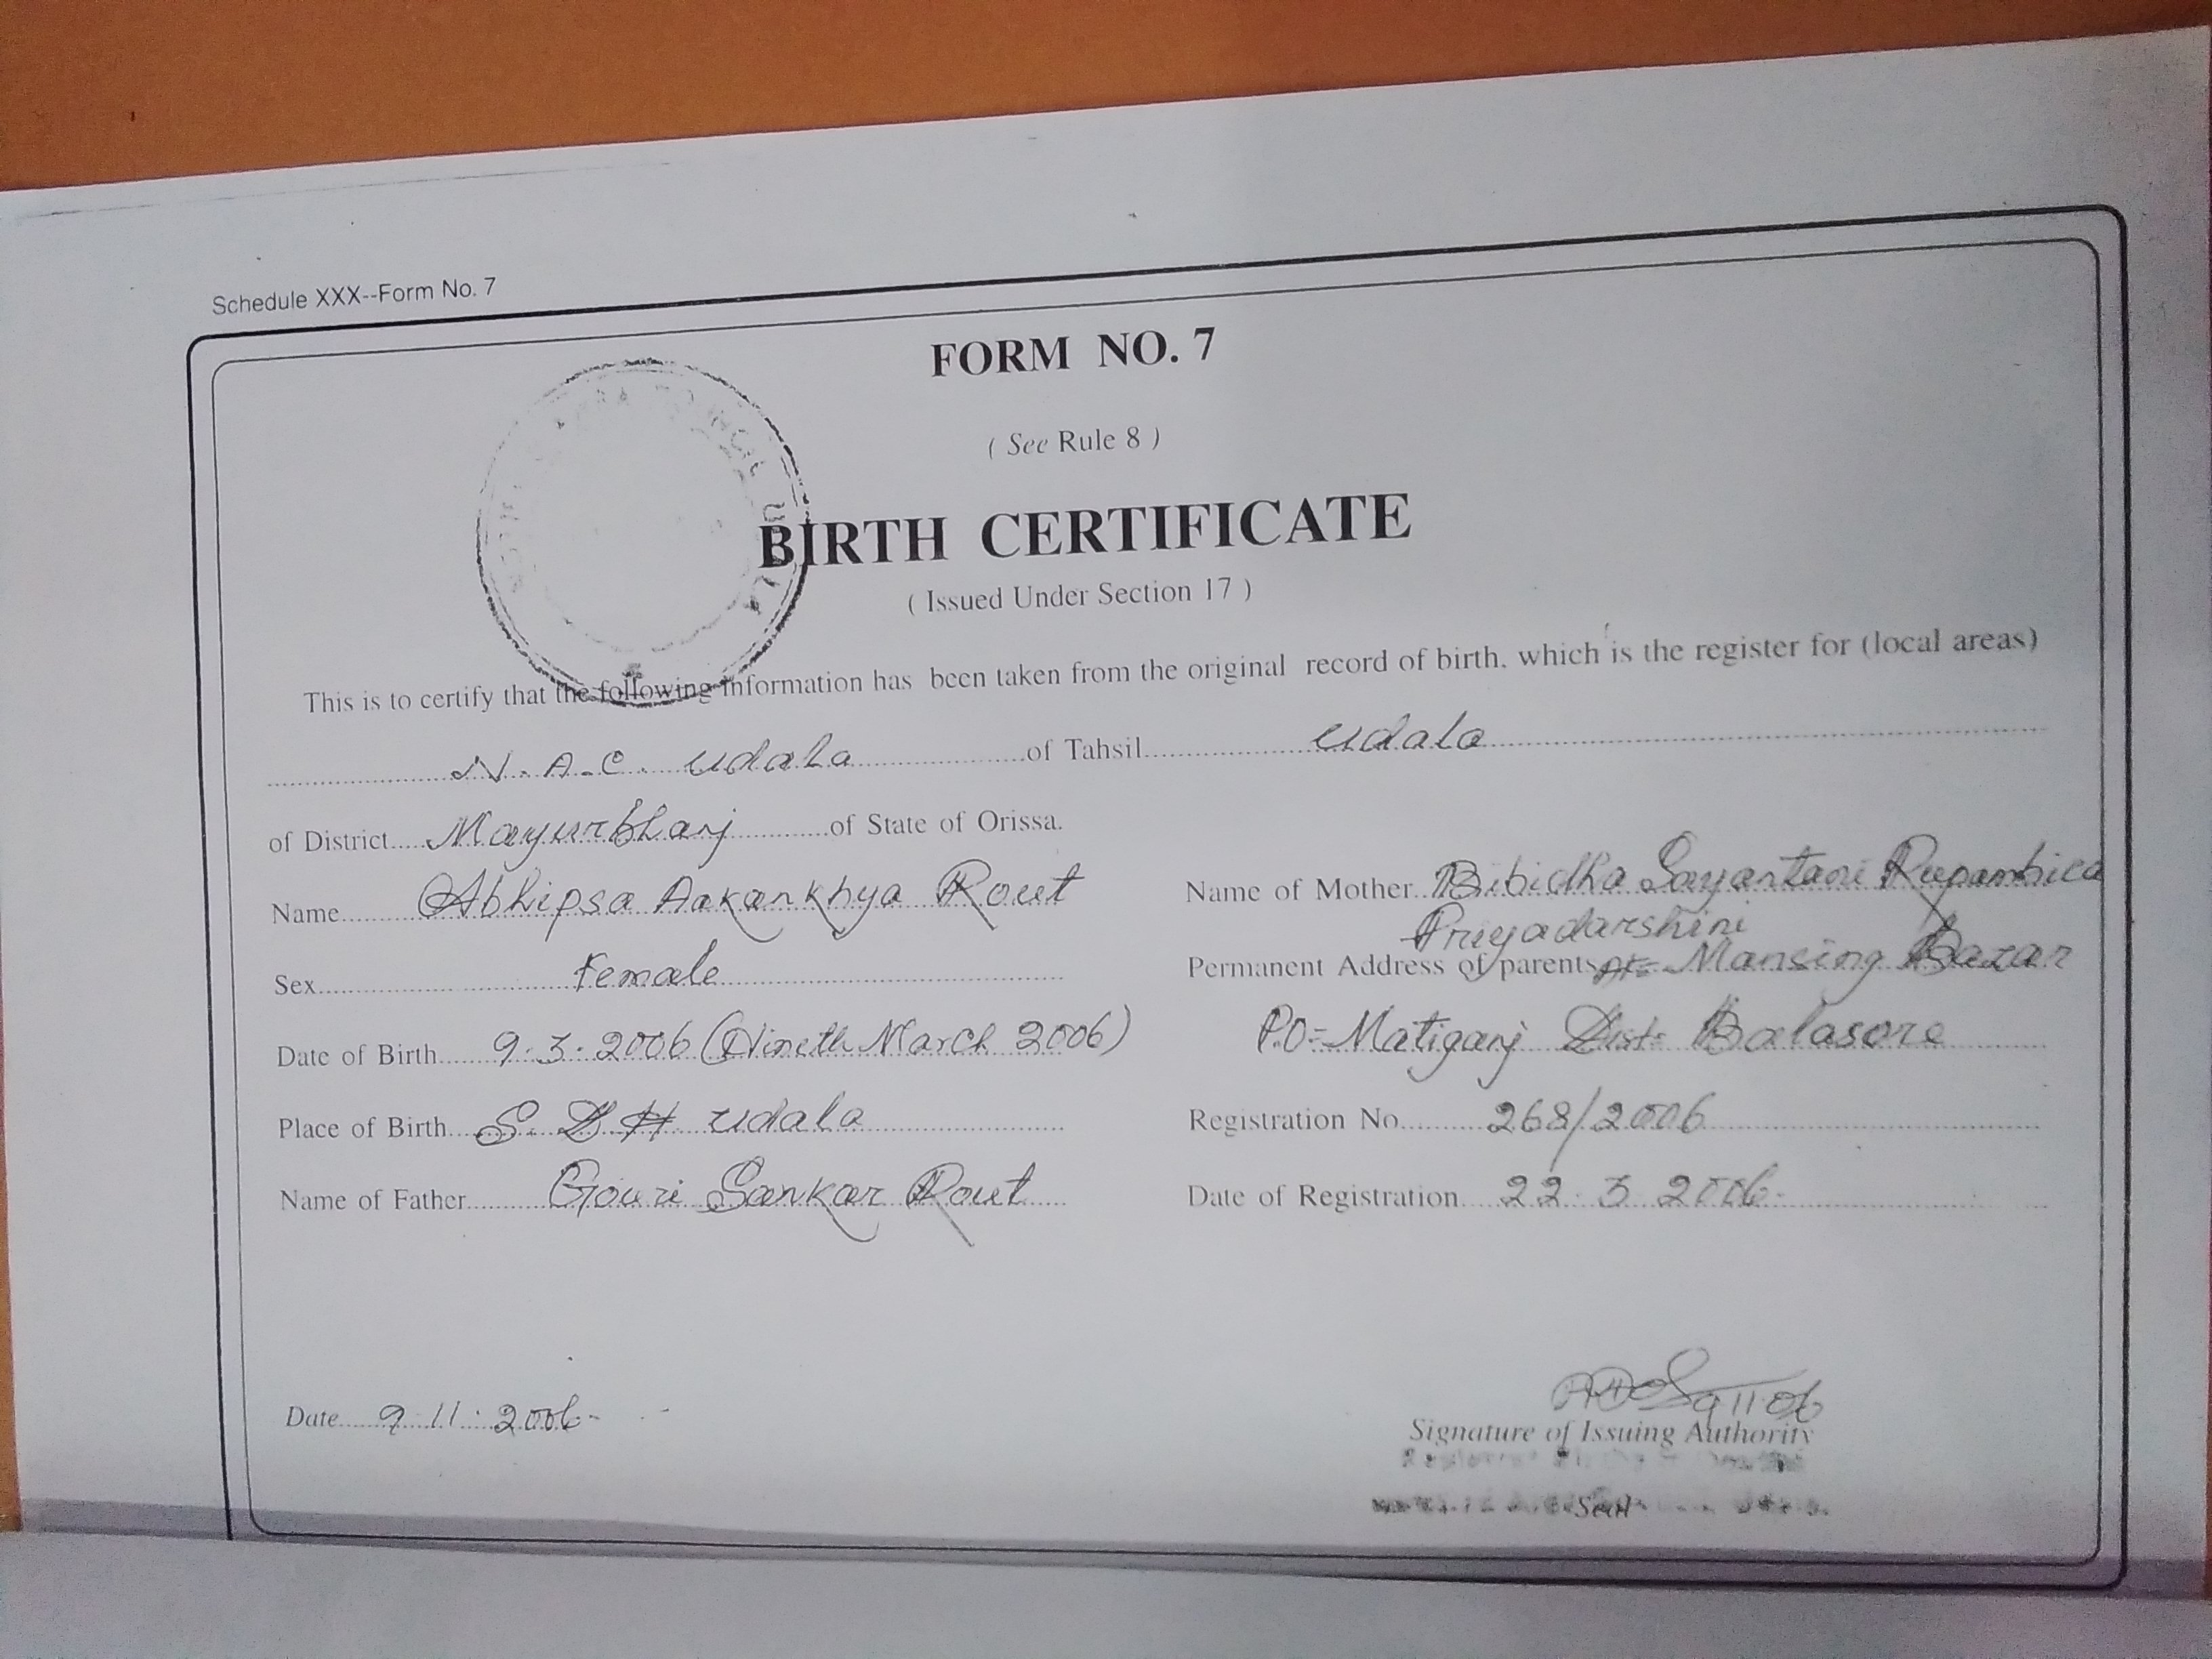 Schedule XXX--Form No. 7
FORM NO. 7
( See Rule 8 )
BIRTH CERTIFICATE
( Issued Under Section 17 )
This is to certify that the following information has been taken from the original record of birth, which is the register for (local areas)
N.A.C. Udala of Tahsil Udala
of District Mayurbhanj of State of Orissa.
Name Abhipsa Aakankhya Rout
Sex Female
Date of Birth 9.3.2006 (Nineth March 2006)
Place of Birth S.D.H Udala
Name of Father Gouri Sankar Rout
Name of Mother Bibidha Sayantani Rupambica
Priyadarshini
Permanent Address of parents At- Mansing Bazar
P.O- Matiganj Dist- Balasore
Registration No. 268/2006
Date of Registration 22.3.2006
Date 9.11.2006
9 11 06
Signature of Issuing Authority
Seal